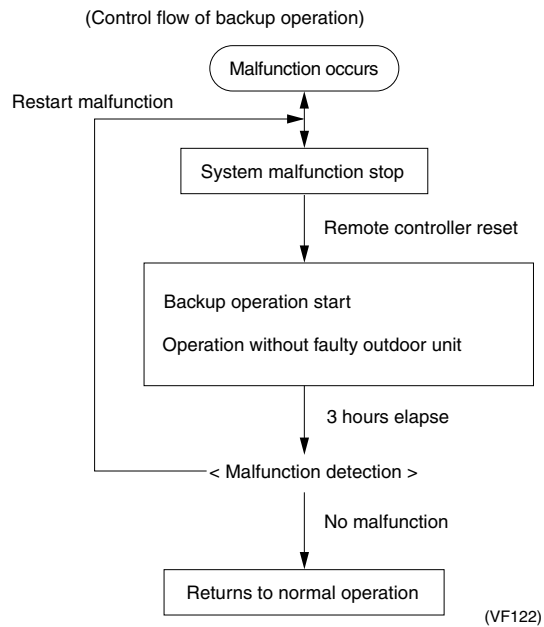 (Control flow of backup operation)
Malfunction occurs
Restart malfunction
System malfunction stop
Remote controller reset
Backup operation start
Operation without faulty outdoor unit
3 hours elapse
< Malfunction detection >
No malfunction
Returns to normal operation
(VF122)